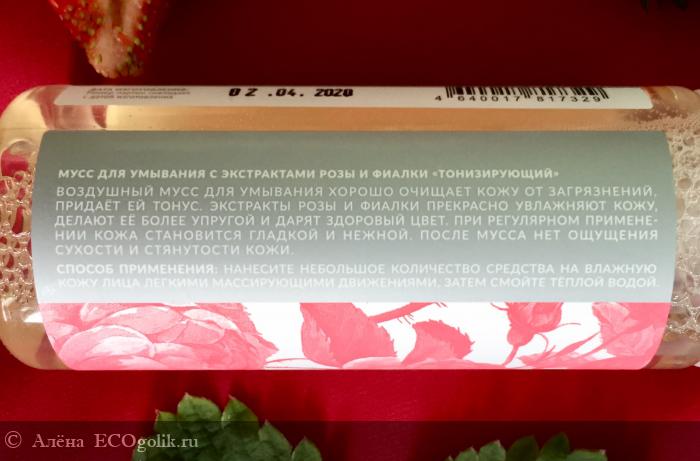 ДАТА ИЗГОТОВЛЕНИЯ:
02 .04. 2020
4 640017 817329
МУСС ДЛЯ УМЫВАНИЯ С ЭКСТРАКТАМИ РОЗЫ И ФИАЛКИ «ТОНИЗИРУЮЩИЙ»
ВОЗДУШНЫЙ МУСС ДЛЯ УМЫВАНИЯ ХОРОШО ОЧИЩАЕТ КОЖУ ОТ ЗАГРЯЗНЕНИЙ,
ПРИДАЁТ ЕЙ ТОНУС. ЭКСТРАКТЫ РОЗЫ И ФИАЛКИ ПРЕКРАСНО УВЛАЖНЯЮТ КОЖУ,
ДЕЛАЮТ ЕЁ БОЛЕЕ УПРУГОЙ И ДАРЯТ ЗДОРОВЫЙ ЦВЕТ. ПРИ РЕГУЛЯРНОМ ПРИМЕНЕ-
НИИ КОЖА СТАНОВИТСЯ ГЛАДКОЙ И НЕЖНОЙ. ПОСЛЕ МУССА НЕТ ОЩУЩЕНИЯ
СУХОСТИ И СТЯНУТОСТИ КОЖИ.
СПОСОБ ПРИМЕНЕНИЯ: НАНЕСИТЕ НЕБОЛЬШОЕ КОЛИЧЕСТВО СРЕДСТВА НА ВЛАЖНУЮ
КОЖУ ЛИЦА ЛЕГКИМИ МАССИРУЮЩИМИ ДВИЖЕНИЯМИ, ЗАТЕМ СМОЙТЕ ТЁПЛОЙ ВОДОЙ.
© Алёна ECOgolik.ru